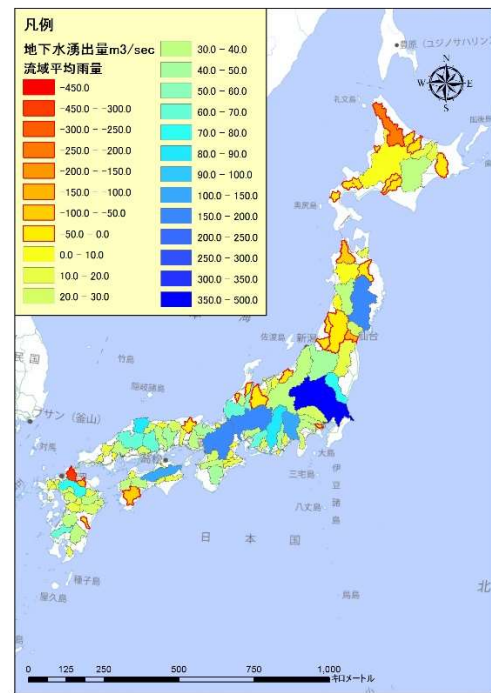 凡例
地下水湧出量m3/sec
流域平均雨量
-450.0
-450.0 - -300.0
-300.0 - -250.0
-250.0 - -200.0
-200.0 - -150.0
-150.0 - -100.0
-100.0 - -50.0
-50.0 - 0.0
0.0 - 10.0
10.0 - 20.0
20.0 - 30.0
30.0 - 40.0
40.0 - 50.0
50.0 - 60.0
60.0 - 70.0
70.0 - 80.0
80.0 - 90.0
90.0 - 100.0
100.0 - 150.0
150.0 - 200.0
200.0 - 250.0
250.0 - 300.0
300.0 - 350.0
350.0 - 500.0
豊原（ユジノサハリンス
N
W
E
S
礼文島
奥尻島
佐渡島
新潟
仙台
民国
竹島
隠岐諸島
プサン（釜山）
対馬
高松
大島
三宅島
八丈島
伊豆諸島
日本国
種子島
屋久島
鳥島
北
0 125 250 500 750 1,000
キロメートル